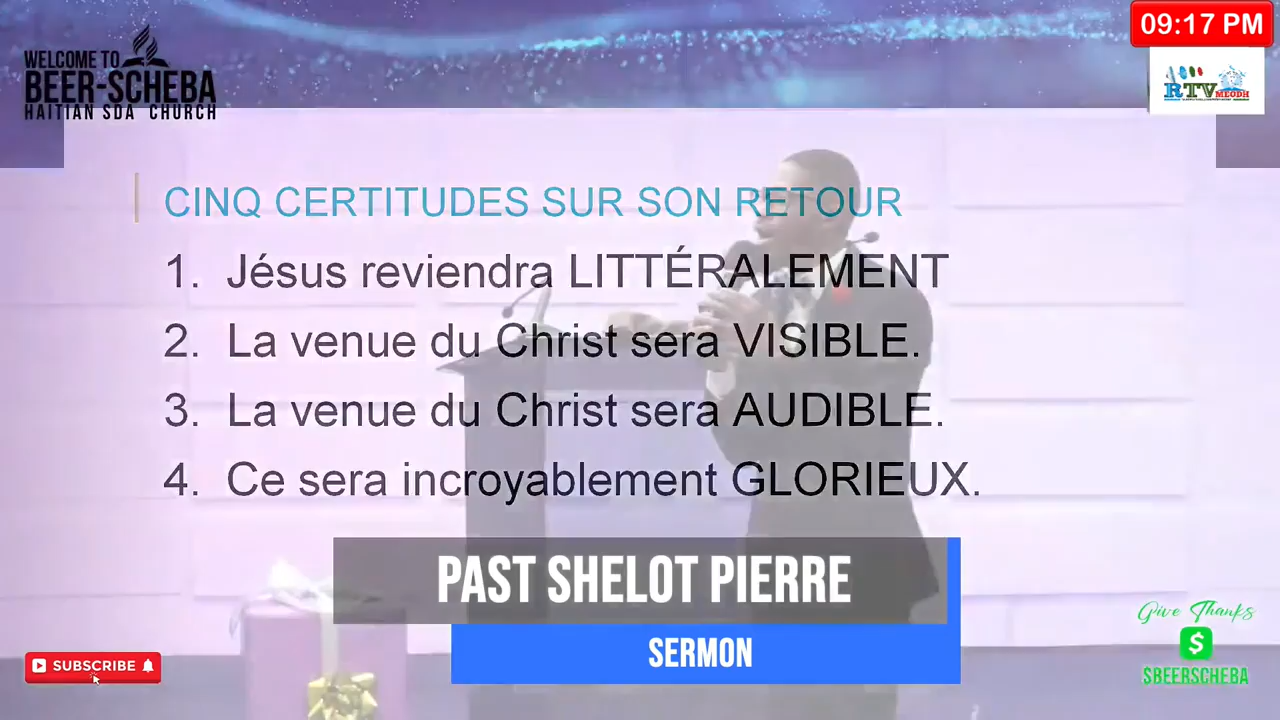 09:17 PM
WELCOME TO
BEER-SCHEBA
HAITIAN SDA CHURCH
RTV MEODH
CINQ CERTITUDES SUR SON RETOUR
1. Jésus reviendra LITTÉRALEMENT
2. La venue du Christ sera VISIBLE.
3. La venue du Christ sera AUDIBLE.
4. Ce sera incroyablement GLORIEUX.
PAST SHELOT PIERRE
SERMON
SUBSCRIBE
Give Thanks
$
$BEERSCHEBA